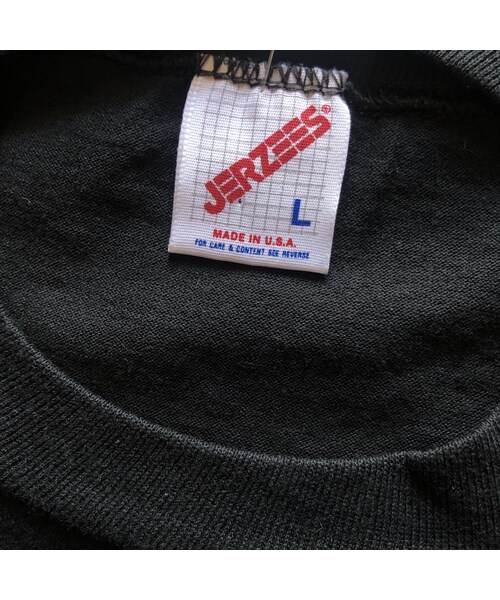 JERZEES®
L
MADE IN U.S.A.
FOR CARE & CONTENT SEE REVERSE